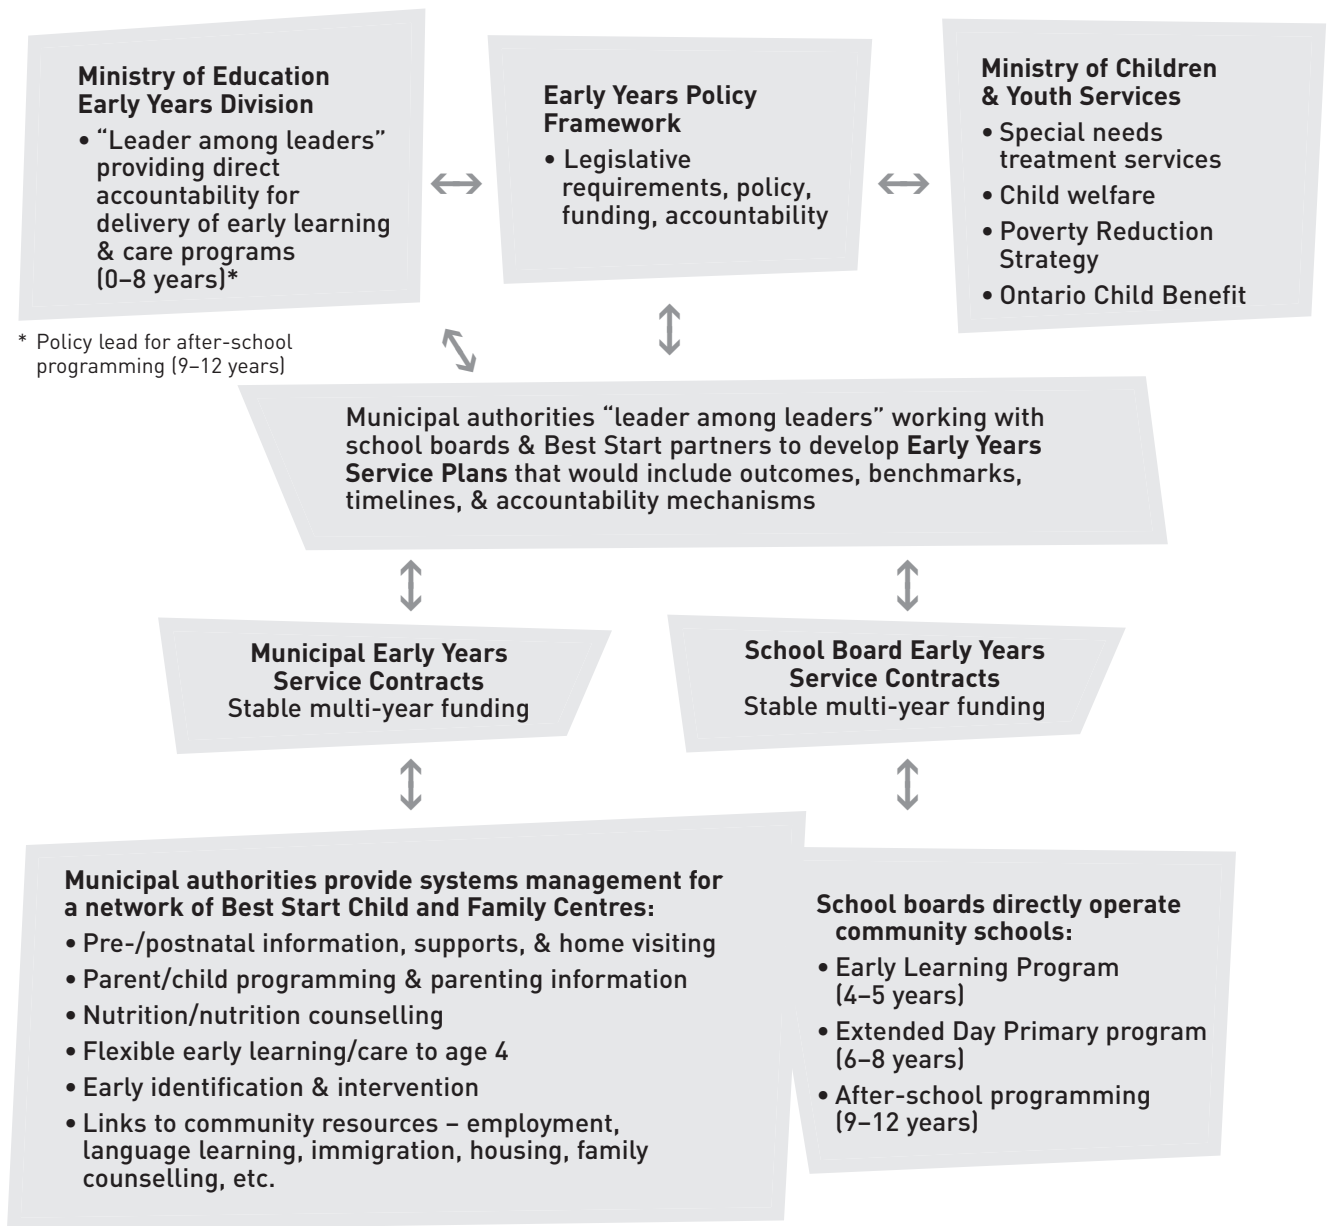 Ministry of Education
Early Years Division
• “Leader among leaders”
providing direct
accountability for
delivery of early learning
& care programs
(0–8 years)*
* Policy lead for after-school
programming (9–12 years)
Early Years Policy
Framework
• Legislative
requirements, policy,
funding, accountability
Ministry of Children
& Youth Services
• Special needs
treatment services
• Child welfare
• Poverty Reduction
Strategy
• Ontario Child Benefit
Municipal authorities “leader among leaders” working with
school boards & Best Start partners to develop Early Years
Service Plans that would include outcomes, benchmarks,
timelines, & accountability mechanisms
Municipal Early Years
Service Contracts
Stable multi-year funding
School Board Early Years
Service Contracts
Stable multi-year funding
Municipal authorities provide systems management for
a network of Best Start Child and Family Centres:
• Pre-/postnatal information, supports, & home visiting
• Parent/child programming & parenting information
• Nutrition/nutrition counselling
• Flexible early learning/care to age 4
• Early identification & intervention
• Links to community resources – employment,
language learning, immigration, housing, family
counselling, etc.
School boards directly operate
community schools:
• Early Learning Program
(4–5 years)
• Extended Day Primary program
(6–8 years)
• After-school programming
(9–12 years)